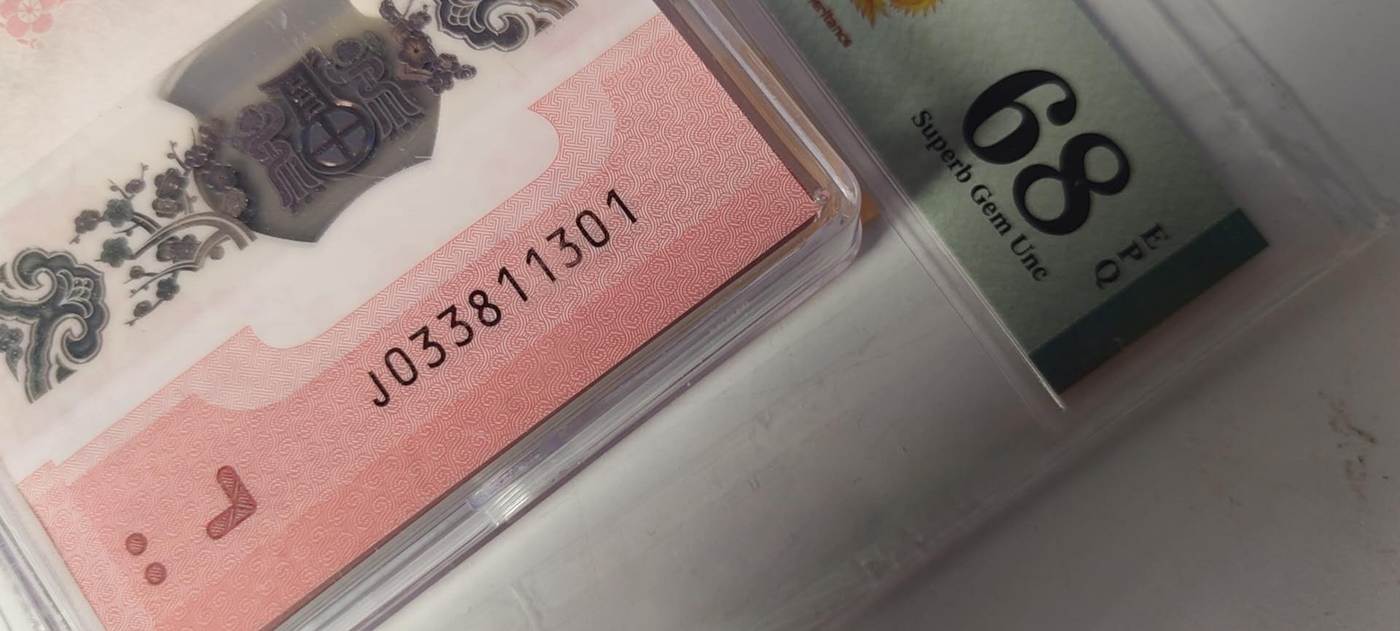 J033811301
68
EPQ
Superb Gem Unc